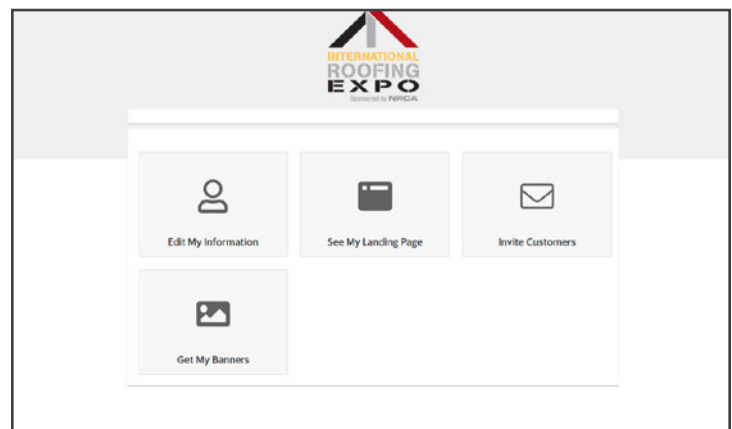 INTERNATIONAL
ROOFING
EXPO
Sponsored by NRCA
Edit My Information
See My Landing Page
Invite Customers
Get My Banners